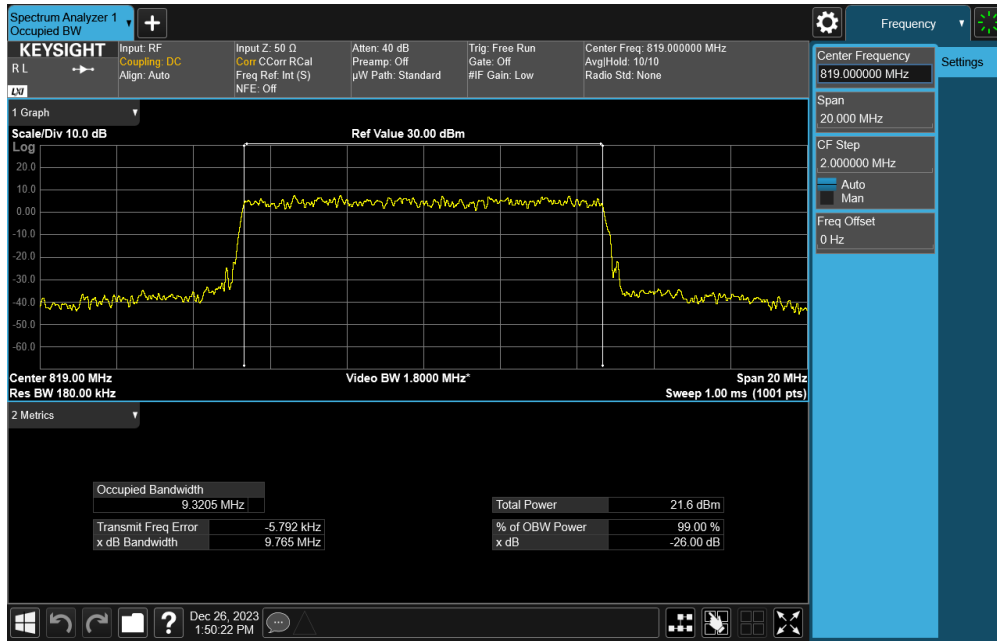 Spectrum Analyzer 1
Occupied BW
Frequency
KEYSIGHT
R L
LXI
Input: RF
Coupling: DC
Align: Auto
Input Z: 50 Ω
Corr CCorr RCal
Freq Ref: Int (S)
NFE: Off
Atten: 40 dB
Preamp: Off
µW Path: Standard
Trig: Free Run
Gate: Off
#IF Gain: Low
Center Freq: 819.000000 MHz
Avg|Hold: 10/10
Radio Std: None
Center Frequency
819.000000 MHz
Settings
Span
20.000 MHz
CF Step
2.000000 MHz
Auto
Man
Freq Offset
0 Hz
1 Graph
Scale/Div 10.0 dB
Ref Value 30.00 dBm
Log
20.0
10.0
0.00
-10.0
-20.0
-30.0
-40.0
-50.0
-60.0
Center 819.00 MHz
Video BW 1.8000 MHz*
Span 20 MHz
Res BW 180.00 kHz
Sweep 1.00 ms (1001 pts)
2 Metrics
Occupied Bandwidth
9.3205 MHz
Total Power 21.6 dBm
Transmit Freq Error -5.792 kHz
% of OBW Power 99.00 %
x dB Bandwidth 9.765 MHz
x dB -26.00 dB
Dec 26, 2023
1:50:22 PM